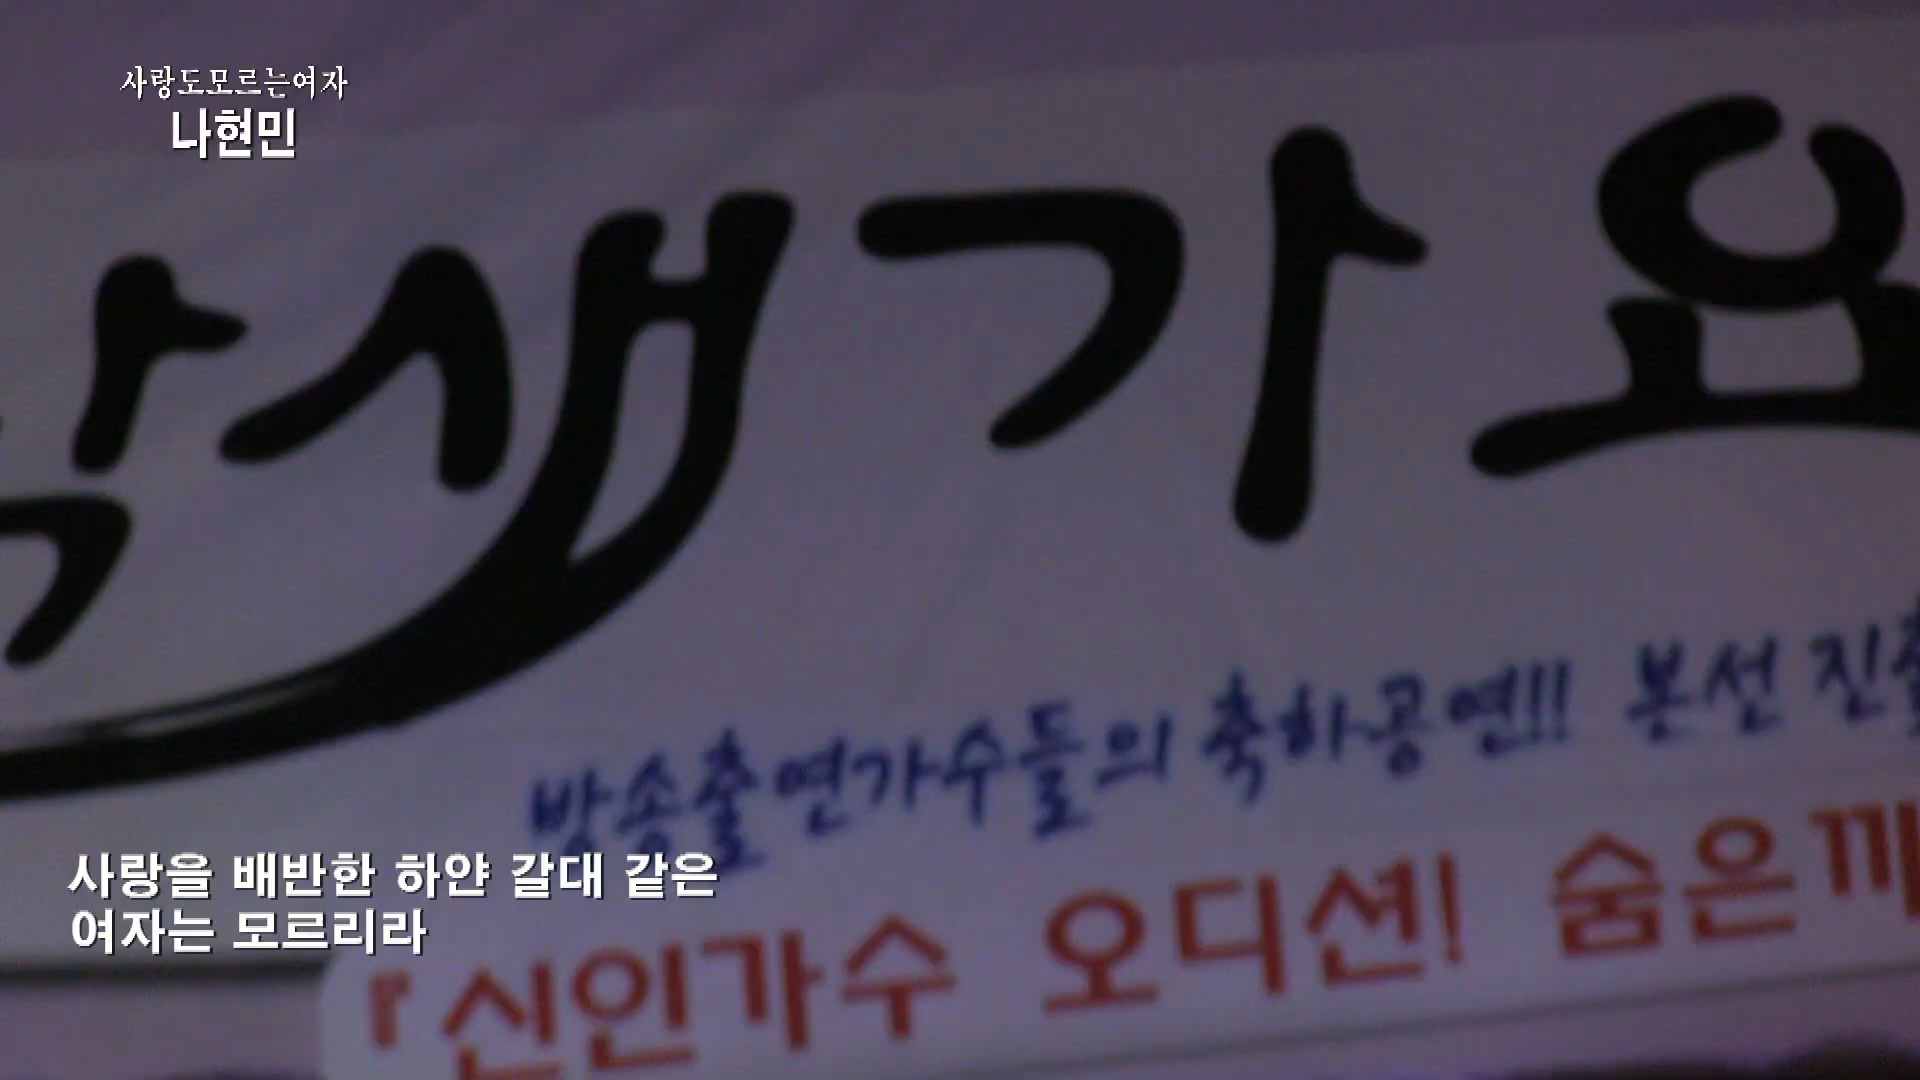 사랑도모르는여자
나현민
새가요
방송출연가수들의 축하공연!! 본선
사랑을 배반한 하얀 갈대 같은
여자는 모르리라
『신인가수 오디션! 숨은